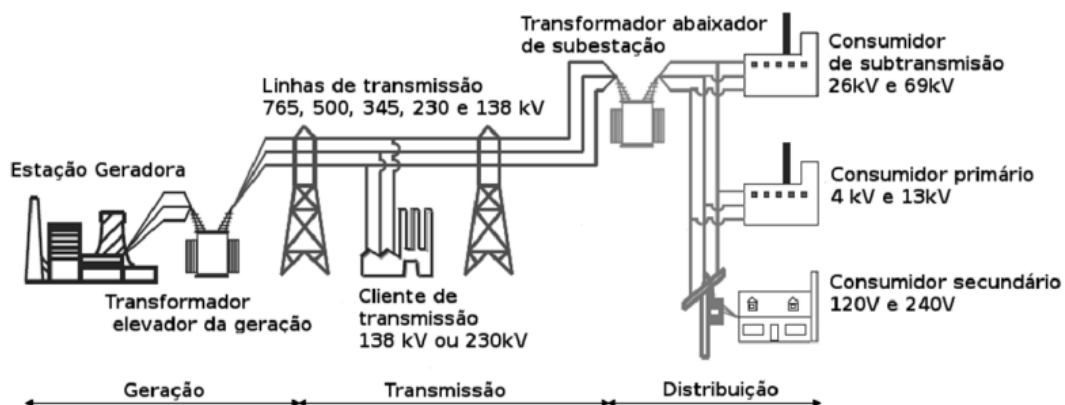 Transformador abaixador
de subestação
Consumidor
de subtransmisão
26kV e 69kV
Linhas de transmissão
765, 500, 345, 230 e 138 kV
Estação Geradora
Consumidor primário
4 kV e 13kV
Transformador
elevador da geração
Cliente de
transmissão
138 kV ou 230kV
Consumidor secundário
120V e 240V
Geração
Transmissão
Distribuição